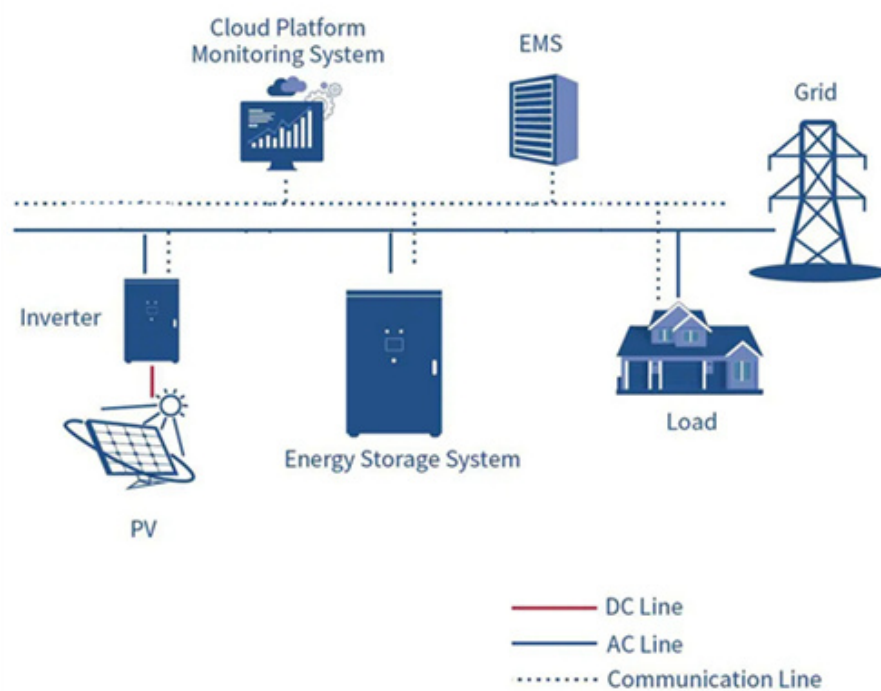 Cloud Platform
Monitoring System
EMS
Grid
Inverter
Energy Storage System
Load
PV
DC Line
AC Line
Communication Line